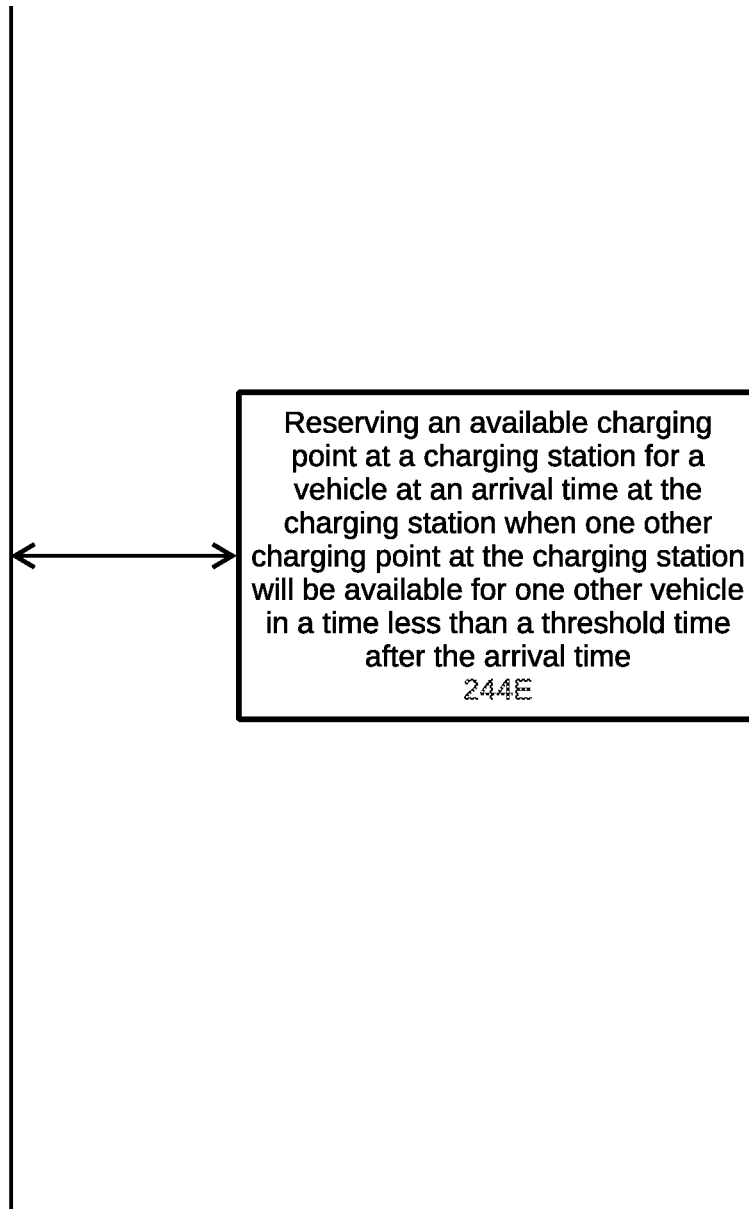 Reserving an available charging
point at a charging station for a
vehicle at an arrival time at the
charging station when one other
charging point at the charging station
will be available for one other vehicle
in a time less than a threshold time
after the arrival time
244E